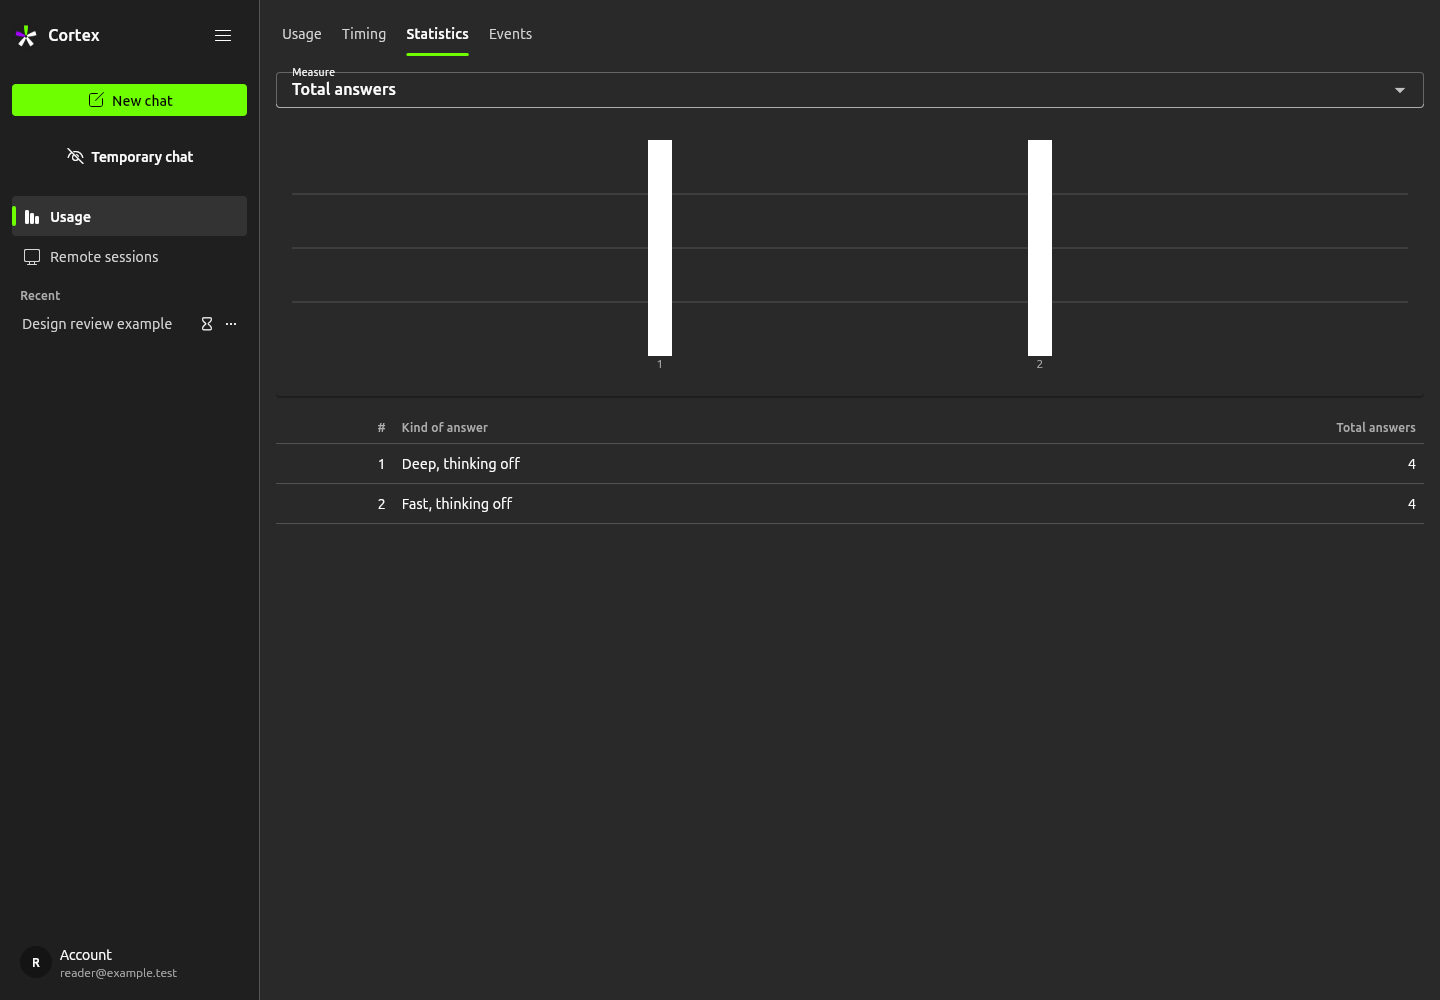 Cortex
New chat
Temporary chat
Usage
Remote sessions
Recent
Design review example
R
Account
reader@example.test
Usage Timing Statistics Events
Measure
Total answers
1 2
# Kind of answer Total answers
1 Deep, thinking off 4
2 Fast, thinking off 4